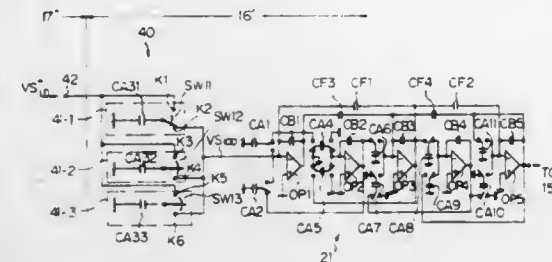 17" 16"
40
CF3 CF1 CF4 CF2
42 CA31 K1 SW11
K2 SW12 CA1 CB1 CA4 CB2 CA6 CB3 CB4 CA11 CB5
41-1 K3
CA32 K4
41-2 K5 OP1 OP2 OP3 OP4 OP5 TO 15
SW13 CA2 CA9 CA10
41-3 CA5 CA7 CA8
CA33 K6 21